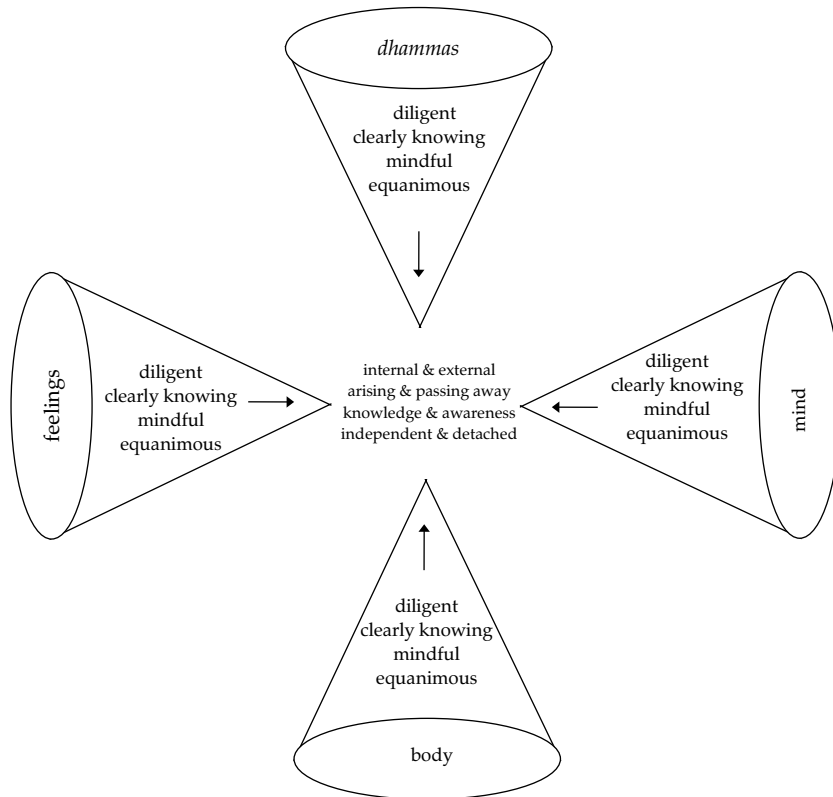 dhammas
diligent
clearly knowing
mindful
equanimous
feelings
diligent
clearly knowing
mindful
equanimous
internal & external
arising & passing away
knowledge & awareness
independent & detached
diligent
clearly knowing
mindful
equanimous
mind
diligent
clearly knowing
mindful
equanimous
body